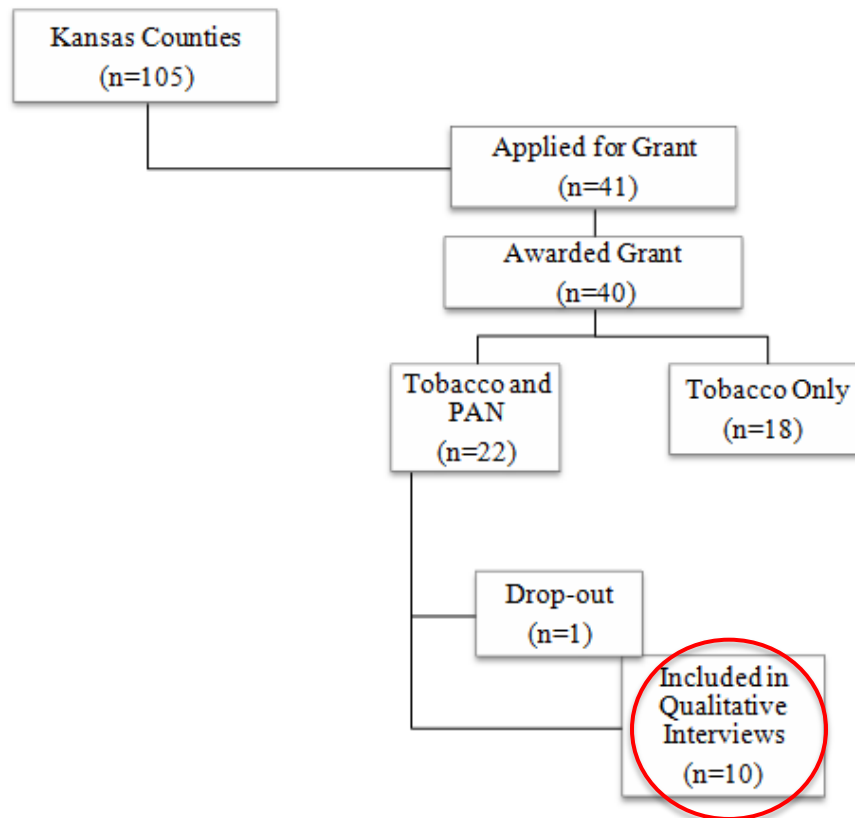 Kansas Counties
(n=105)
Applied for Grant
(n=41)
Awarded Grant
(n=40)
Tobacco and
PAN
(n=22)
Tobacco Only
(n=18)
Drop-out
(n=1)
Included in
Qualitative
Interviews
(n=10)